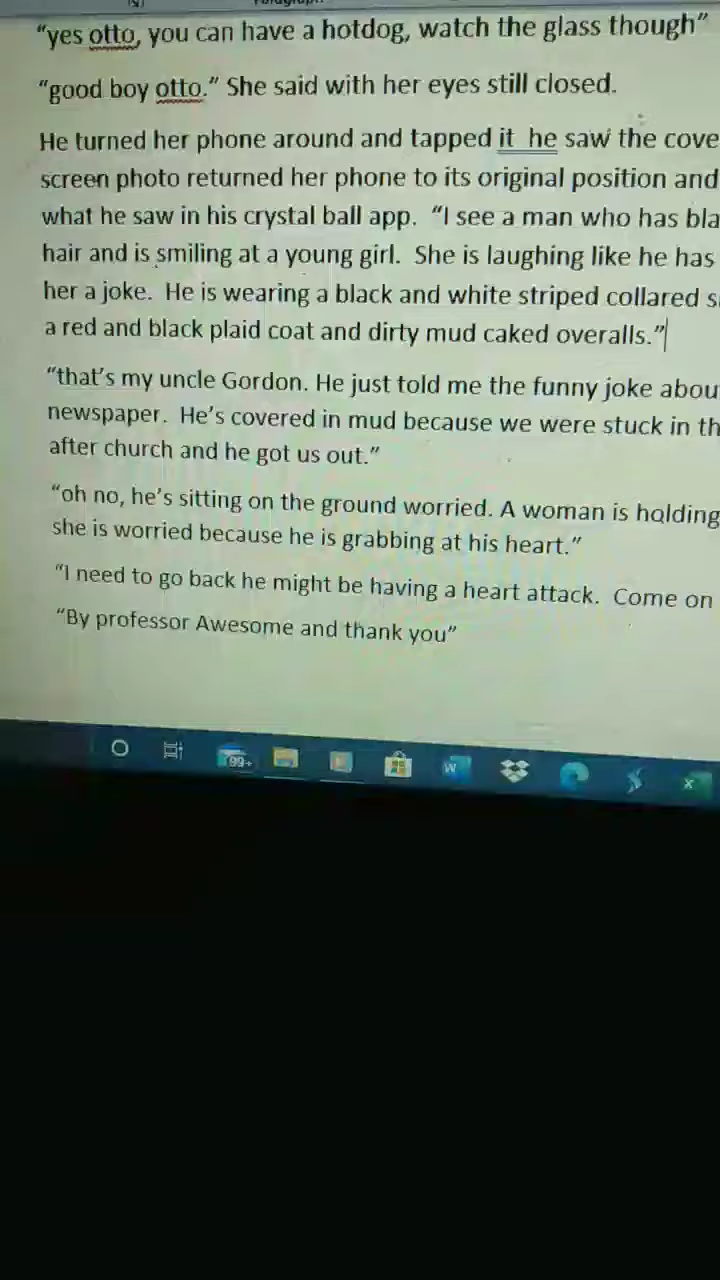 “yes otto, you can have a hotdog, watch the glass though”
“good boy otto.” She said with her eyes still closed.
He turned her phone around and tapped it  he saw the cove
screen photo returned her phone to its original position and
what he saw in his crystal ball app.  “I see a man who has bla
hair and is smiling at a young girl.  She is laughing like he has
her a joke.  He is wearing a black and white striped collared s
a red and black plaid coat and dirty mud caked overalls.”
“that’s my uncle Gordon. He just told me the funny joke abou
newspaper.  He’s covered in mud because we were stuck in th
after church and he got us out.”
“oh no, he’s sitting on the ground worried. A woman is holding
she is worried because he is grabbing at his heart.”
“I need to go back he might be having a heart attack.  Come on
“By professor Awesome and thank you”
99+
W
X